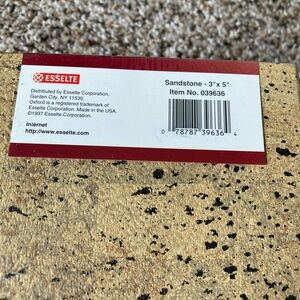 ESSELTE
Distributed by Esselte Corporation,
Garden City, NY 11530.
Oxford is a registered trademark of
Esselte Corporation. Made in the USA.
©1997 Esselte Corporation.
Internet
http://www.esselte.com
Sandstone - 3" x 5"
Item No. 039636
0 78787 39636 4